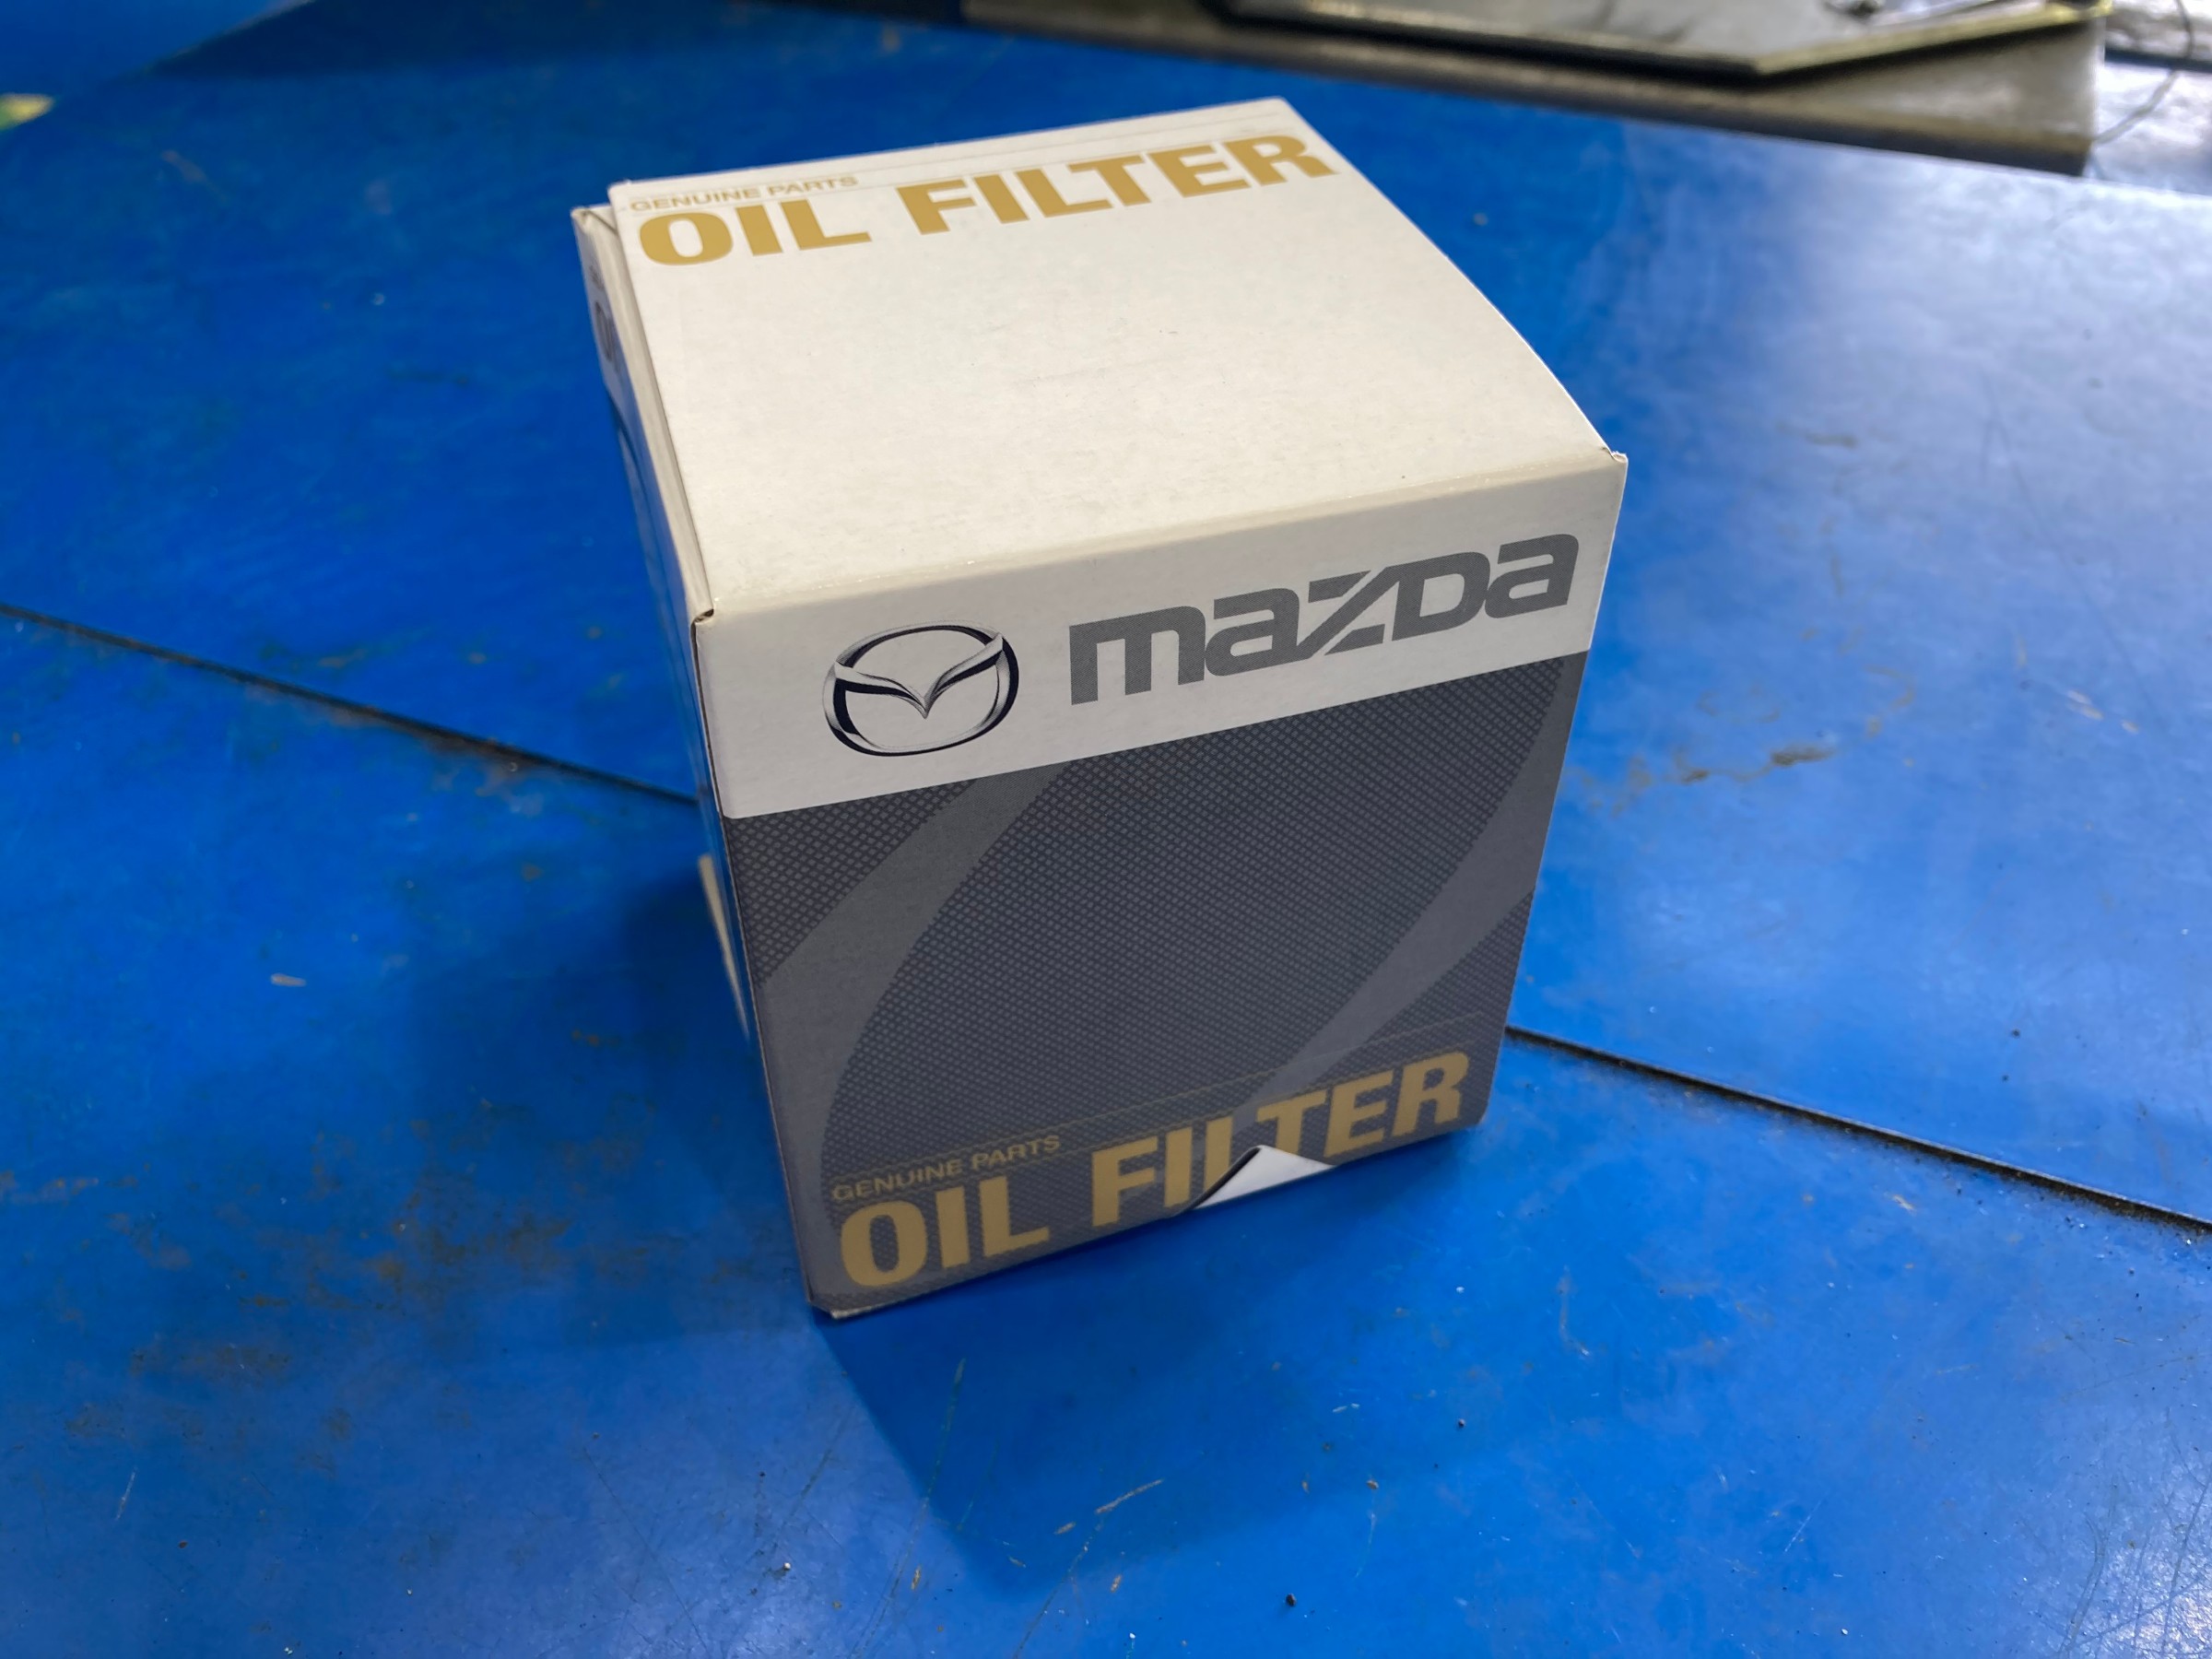 GENUINE PARTS
OIL FILTER
mazda
GENUINE PARTS
OIL FILTER